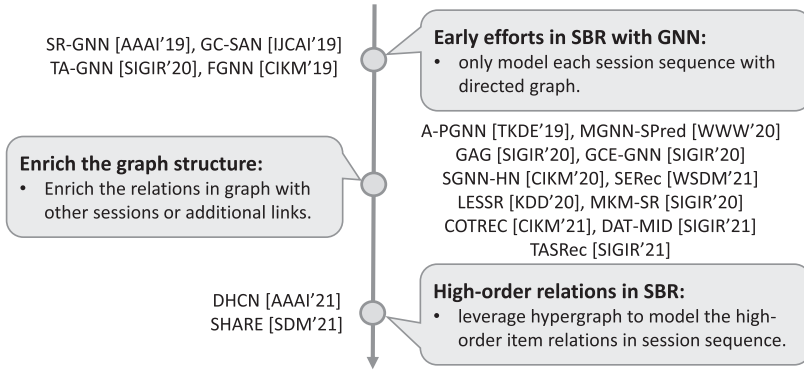 SR-GNN [AAAI’19], GC-SAN [IJCAI’19]
TA-GNN [SIGIR’20], FGNN [CIKM’19]
Early efforts in SBR with GNN:
• only model each session sequence with
directed graph.
Enrich the graph structure:
• Enrich the relations in graph with
other sessions or additional links.
A-PGNN [TKDE’19], MGNN-SPred [WWW’20]
GAG [SIGIR’20], GCE-GNN [SIGIR’20]
SGNN-HN [CIKM’20], SERec [WSDM’21]
LESSR [KDD’20], MKM-SR [SIGIR’20]
COTREC [CIKM’21], DAT-MID [SIGIR’21]
TASRec [SIGIR’21]
DHCN [AAAI’21]
SHARE [SDM’21]
High-order relations in SBR:
• leverage hypergraph to model the high-
order item relations in session sequence.